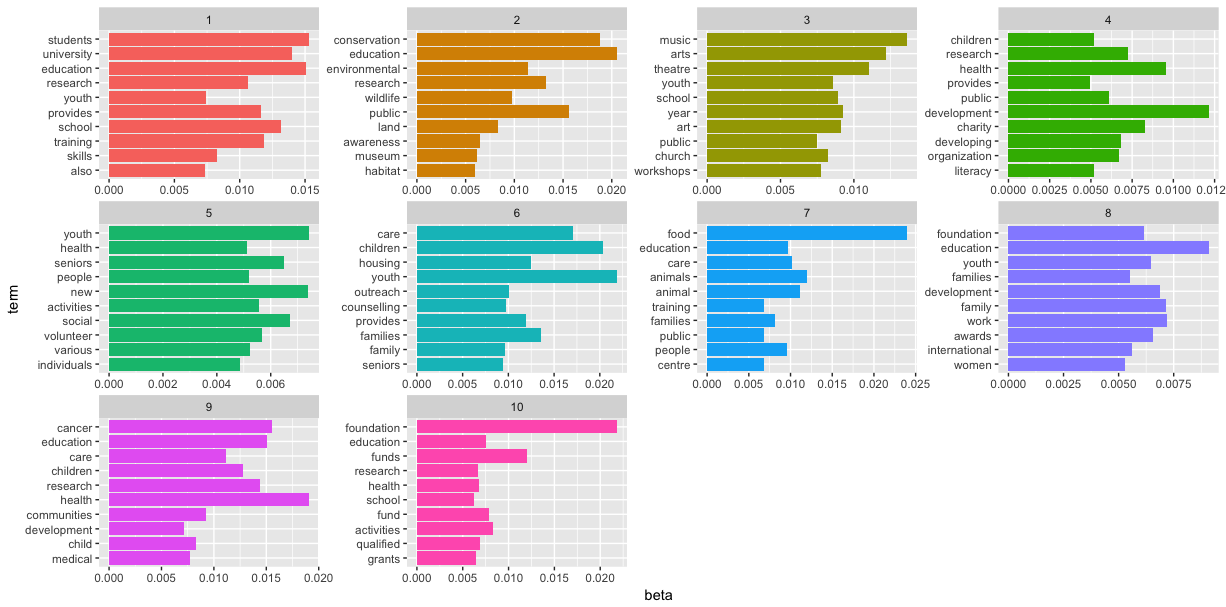 1
students
university
education
research
youth
provides
school
training
skills
also
0.000 0.005 0.010 0.015
2
conservation
education
environmental
research
wildlife
public
land
awareness
museum
habitat
0.000 0.005 0.010 0.015 0.020
3
music
arts
theatre
youth
school
year
art
public
church
workshops
0.000 0.005 0.010
4
children
research
health
provides
public
development
charity
developing
organization
literacy
0.0000 0.0025 0.0050 0.0075 0.0100 0.012
5
youth
health
seniors
people
new
activities
social
volunteer
various
individuals
0.000 0.002 0.004 0.006
6
care
children
housing
youth
outreach
counselling
provides
families
family
seniors
0.000 0.005 0.010 0.015 0.020
7
food
education
care
animals
animal
training
families
public
people
centre
0.000 0.005 0.010 0.015 0.020 0.025
8
foundation
education
youth
families
development
family
work
awards
international
women
0.0000 0.0025 0.0050 0.0075
9
cancer
education
care
children
research
health
communities
development
child
medical
0.000 0.005 0.010 0.015 0.020
10
foundation
education
funds
research
health
school
fund
activities
qualified
grants
0.000 0.005 0.010 0.015 0.020
term
beta